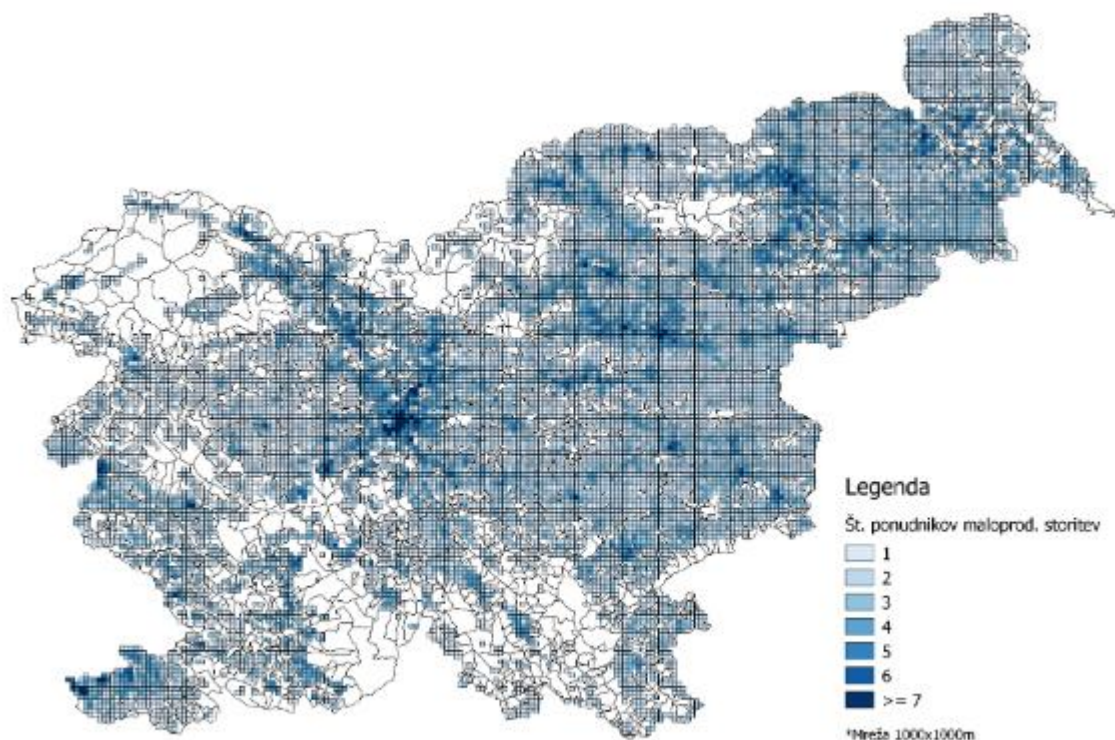 Legenda
Št. ponudnikov maloprod. storitev
1
2
3
4
5
6
>= 7
*Mreža 1000x1000m